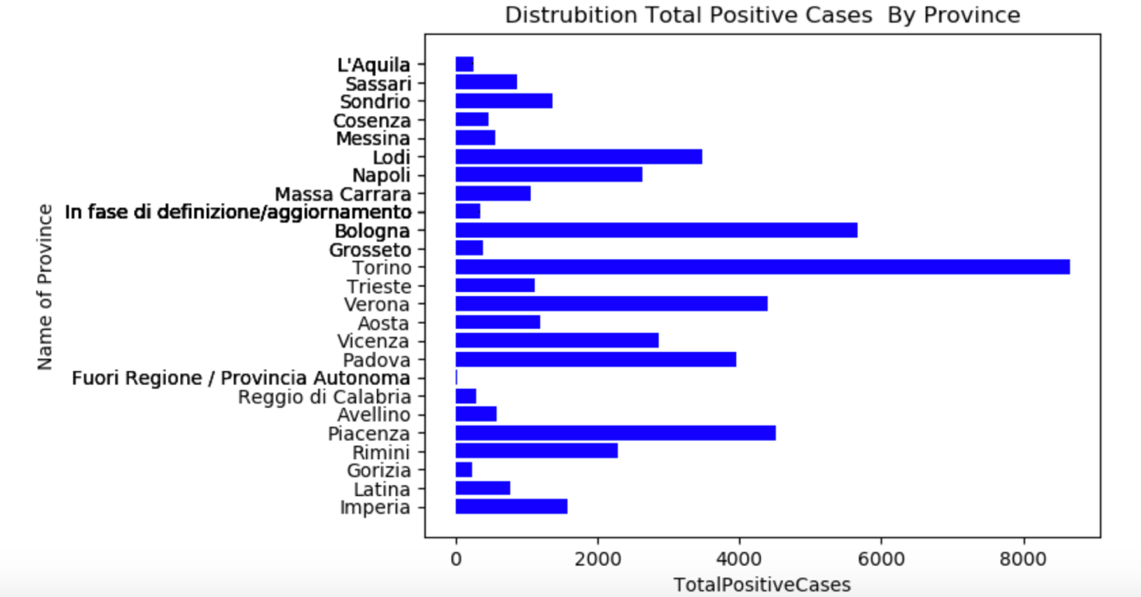 Distrubition Total Positive Cases  By Province
L'Aquila
Sassari
Sondrio
Cosenza
Messina
Lodi
Napoli
Massa Carrara
In fase di definizione/aggiornamento
Bologna
Grosseto
Torino
Trieste
Verona
Aosta
Vicenza
Padova
Fuori Regione / Provincia Autonoma
Reggio di Calabria
Avellino
Piacenza
Rimini
Gorizia
Latina
Imperia
Name of Province
0 2000 4000 6000 8000
TotalPositiveCases